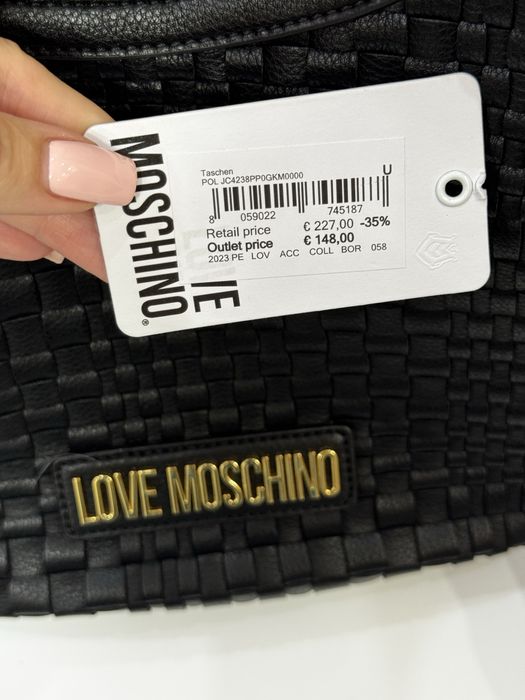 MOSCHINO®
LOVE
Taschen
POL JC4238PP0GKM0000
U
8 059022 745187
Retail price € 227,00 -35%
Outlet price € 148,00
2023 PE LOV ACC COLL BOR 058
LOVE MOSCHINO